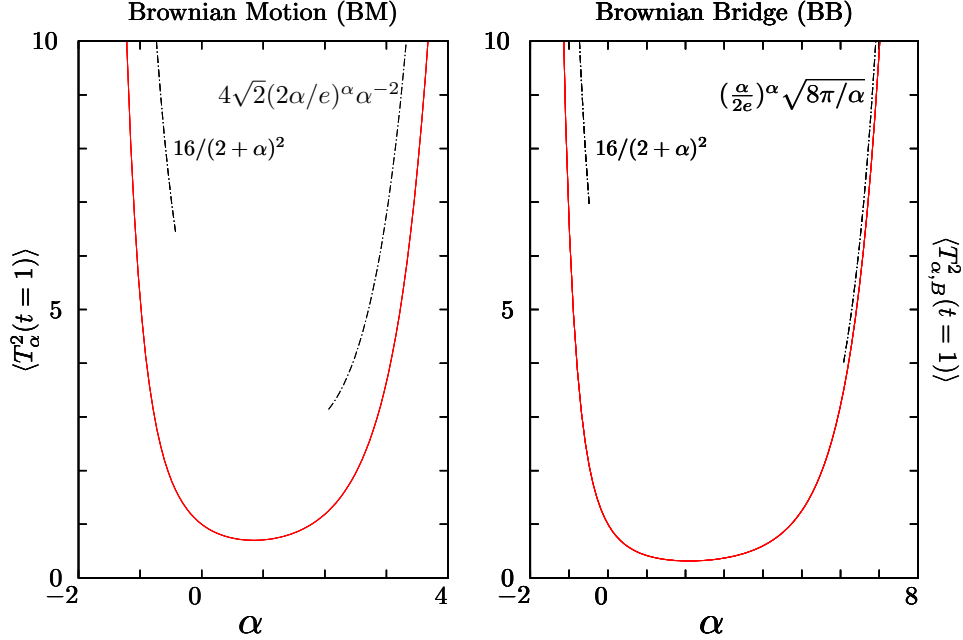 Brownian Motion (BM)
10
4√2(2α/e)^α α^−2
16/(2 + α)^2
5
0
−2
0
4
α
⟨T_α^2(t = 1)⟩
Brownian Bridge (BB)
10
(α/2e)^α √8π/α
16/(2 + α)^2
5
0
−2
0
8
α
⟨T_{α,B}^2(t = 1)⟩